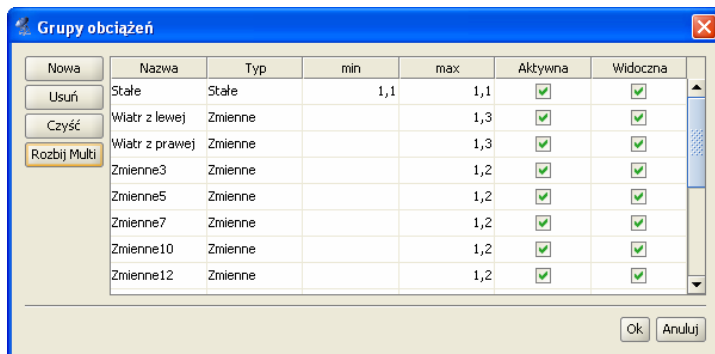 Grupy obciążeń
Nowa
Usuń
Czyść
Rozbij Multi
Nazwa Typ min max Aktywna Widoczna
Stałe Stałe 1,1 1,1
Wiatr z lewej Zmienne 1,3
Wiatr z prawej Zmienne 1,3
Zmienne3 Zmienne 1,2
Zmienne5 Zmienne 1,2
Zmienne7 Zmienne 1,2
Zmienne10 Zmienne 1,2
Zmienne12 Zmienne 1,2
Ok Anuluj